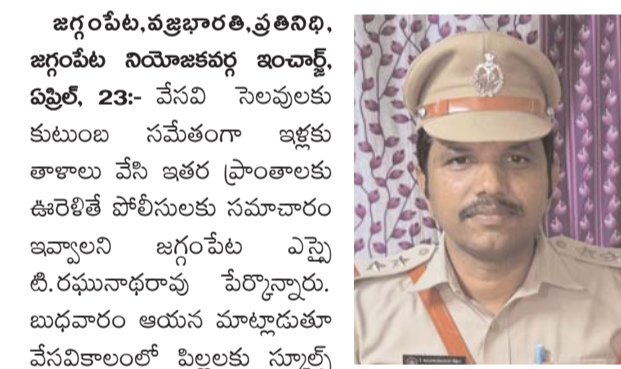 జగ్గంపేట,వజ్రభారతి,ప్రతినిధి,
జగ్గంపేట నియోజకవర్గ ఇంచార్జ్,
ఏప్రిల్, 23:- వేసవి సెలవులకు
కుటుంబ సమేతంగా ఇళ్లకు
తాళాలు వేసి ఇతర ప్రాంతాలకు
ఊరెళితే పోలీసులకు సమాచారం
ఇవ్వాలని జగ్గంపేట ఎస్సై
టి.రఘునాథరావు పేర్కొన్నారు.
బుధవారం ఆయన మాట్లాడుతూ
వేసవికాలంలో పిల్లలకు స్కూల్స్